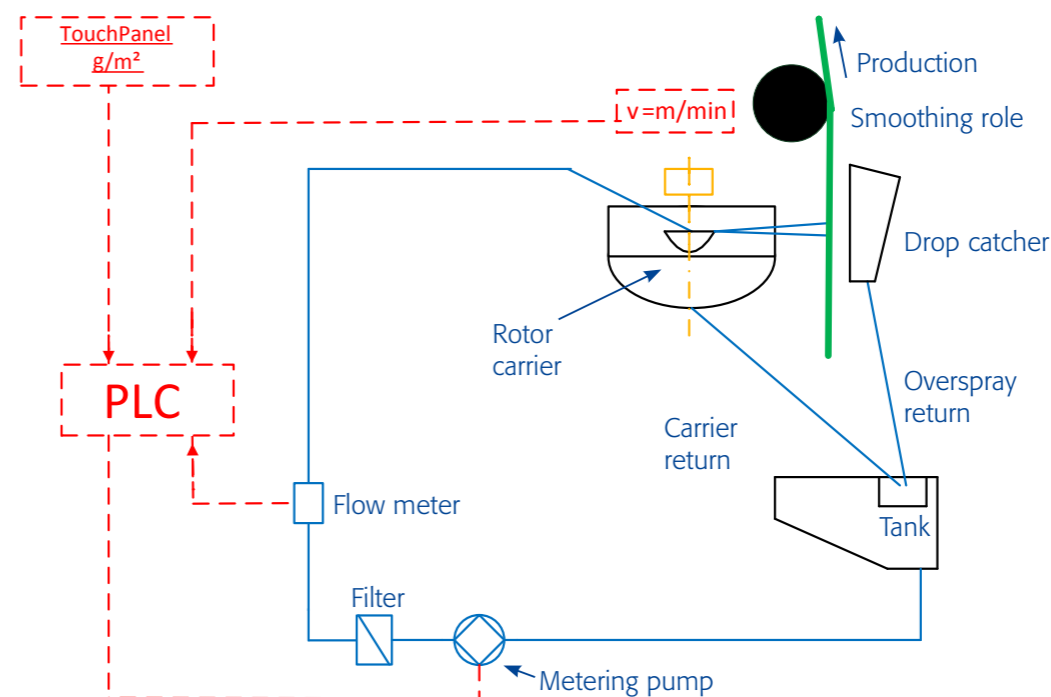 TouchPanel
g/m²
v=m/min
Production
Smoothing role
Drop catcher
Rotor
carrier
PLC
Overspray
return
Carrier
return
Flow meter
Tank
Filter
Metering pump